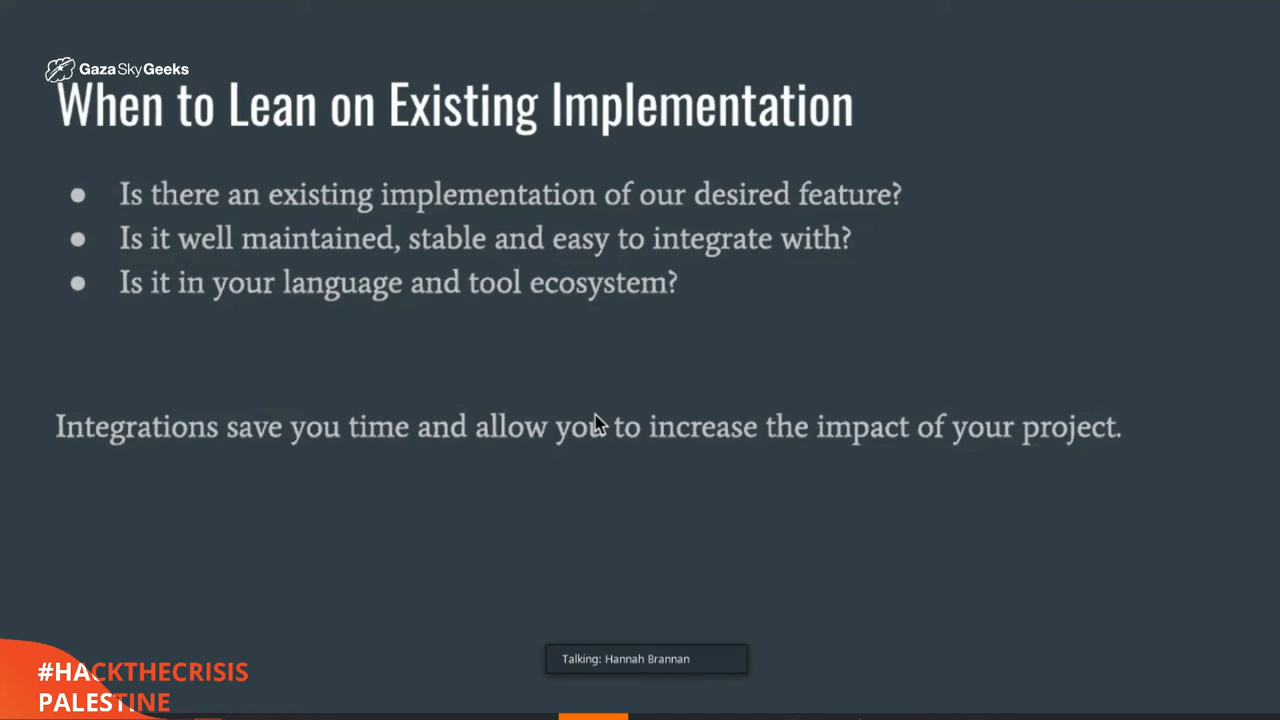 Gaza Sky Geeks
When to Lean on Existing Implementation
● Is there an existing implementation of our desired feature?
● Is it well maintained, stable and easy to integrate with?
● Is it in your language and tool ecosystem?
Integrations save you time and allow you to increase the impact of your project.
Talking: Hannah Brannan
#HACKTHECRISIS
PALESTINE